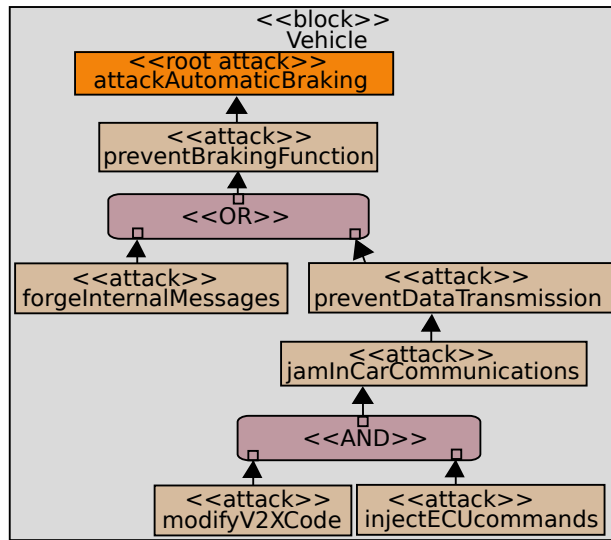 <<block>>
Vehicle
<<root attack>>
attackAutomaticBraking
<<attack>>
preventBrakingFunction
<<OR>>
<<attack>>
forgeInternalMessages
<<attack>>
preventDataTransmission
<<attack>>
jamInCarCommunications
<<AND>>
<<attack>>
modifyV2XCode
<<attack>>
injectECUcommands